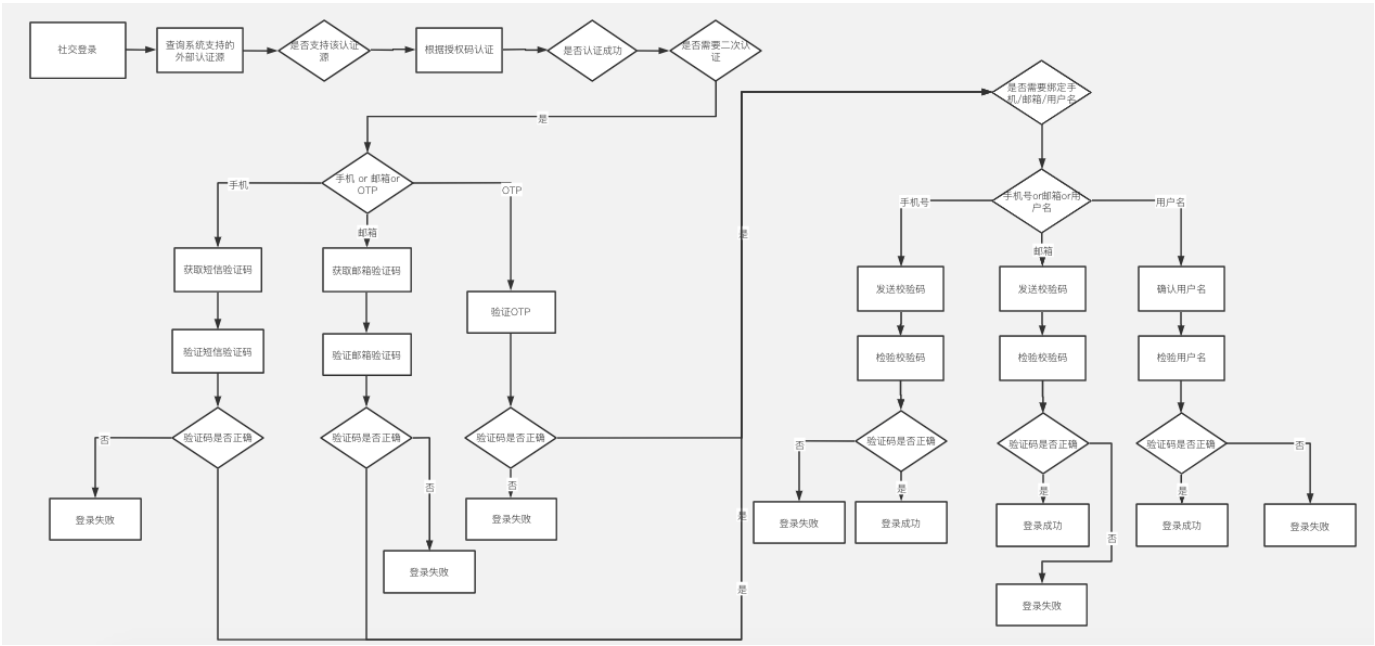 社交登录
查询系统支持的
外部认证源
是否支持该认证
源
根据授权码认证
是否认证成功
是否需要二次认
证
是
手机 or 邮箱or
OTP
手机
邮箱
OTP
获取短信验证码
获取邮箱验证码
验证OTP
验证短信验证码
验证邮箱验证码
验证码是否正确
验证码是否正确
验证码是否正确
否
否
否
登录失败
登录失败
登录失败
是
是
是
是否需要绑定手
机/邮箱/用户名
手机号or邮箱or用
户名
手机号
邮箱
用户名
发送校验码
发送校验码
确认用户名
检验校验码
检验校验码
检验用户名
验证码是否正确
验证码是否正确
验证码是否正确
否
是
是
否
是
否
登录失败
登录成功
登录成功
登录失败
登录成功
登录失败